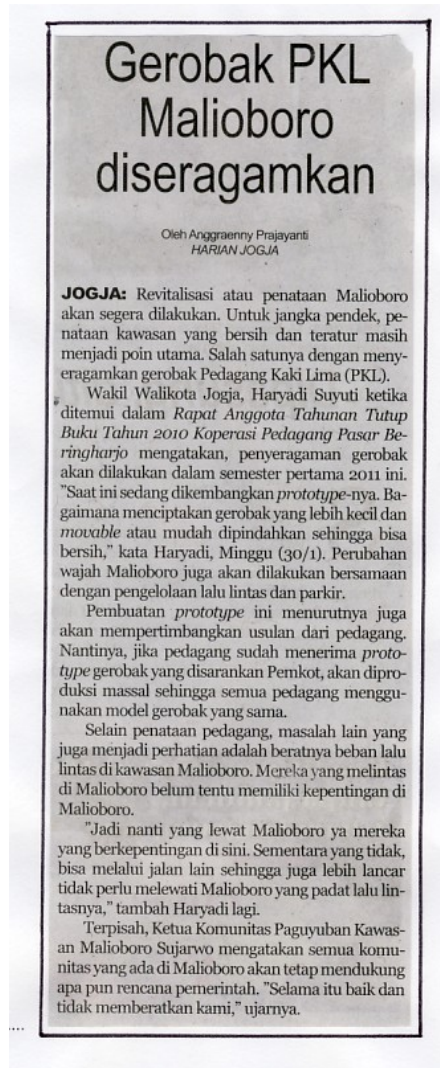 Gerobak PKL
Malioboro
diseragamkan
Oleh Anggraenny Prajayanti
HARIAN JOGJA
JOGJA: Revitalisasi atau penataan Malioboro
akan segera dilakukan. Untuk jangka pendek, pe-
nataan kawasan yang bersih dan teratur masih
menjadi poin utama. Salah satunya dengan meny-
eragamkan gerobak Pedagang Kaki Lima (PKL).
Wakil Walikota Jogja, Haryadi Suyuti ketika
ditemui dalam Rapat Anggota Tahunan Tutup
Buku Tahun 2010 Koperasi Pedagang Pasar Be-
ringharjo mengatakan, penyeragaman gerobak
akan dilakukan dalam semester pertama 2011 ini.
"Saat ini sedang dikembangkan prototype-nya. Ba-
gaimana menciptakan gerobak yang lebih kecil dan
movable atau mudah dipindahkan sehingga bisa
bersih," kata Haryadi, Minggu (30/1). Perubahan
wajah Malioboro juga akan dilakukan bersamaan
dengan pengelolaan lalu lintas dan parkir.
Pembuatan prototype ini menurutnya juga
akan mempertimbangkan usulan dari pedagang.
Nantinya, jika pedagang sudah menerima proto-
type gerobak yang disarankan Pemkot, akan dipro-
duksi massal sehingga semua pedagang menggu-
nakan model gerobak yang sama.
Selain penataan pedagang, masalah lain yang
juga menjadi perhatian adalah beratnya beban lalu
lintas di kawasan Malioboro. Mereka yang melintas
di Malioboro belum tentu memiliki kepentingan di
Malioboro.
"Jadi nanti yang lewat Malioboro ya mereka
yang berkepentingan di sini. Sementara yang tidak,
bisa melalui jalan lain sehingga juga lebih lancar
tidak perlu melewati Malioboro yang padat lalu lin-
tasnya," tambah Haryadi lagi.
Terpisah, Ketua Komunitas Paguyuban Kawas-
an Malioboro Sujarwo mengatakan semua komu-
nitas yang ada di Malioboro akan tetap mendukung
apa pun rencana pemerintah. "Selama itu baik dan
tidak memberatkan kami," ujarnya.